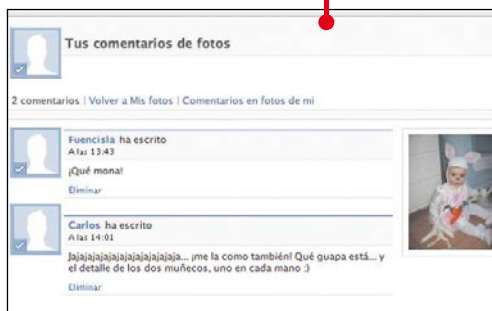 Tus comentarios de fotos
2 comentarios | Volver a Mis fotos | Comentarios en fotos de mi
Fuencisla ha escrito
A las 13:43
¡Qué mona!
Eliminar
Carlos ha escrito
A las 14:01
Jajajajajajajajajajajajaja... ¡me la como también! Qué guapa está... y
el detalle de los dos muñecos, uno en cada mano :)
Eliminar